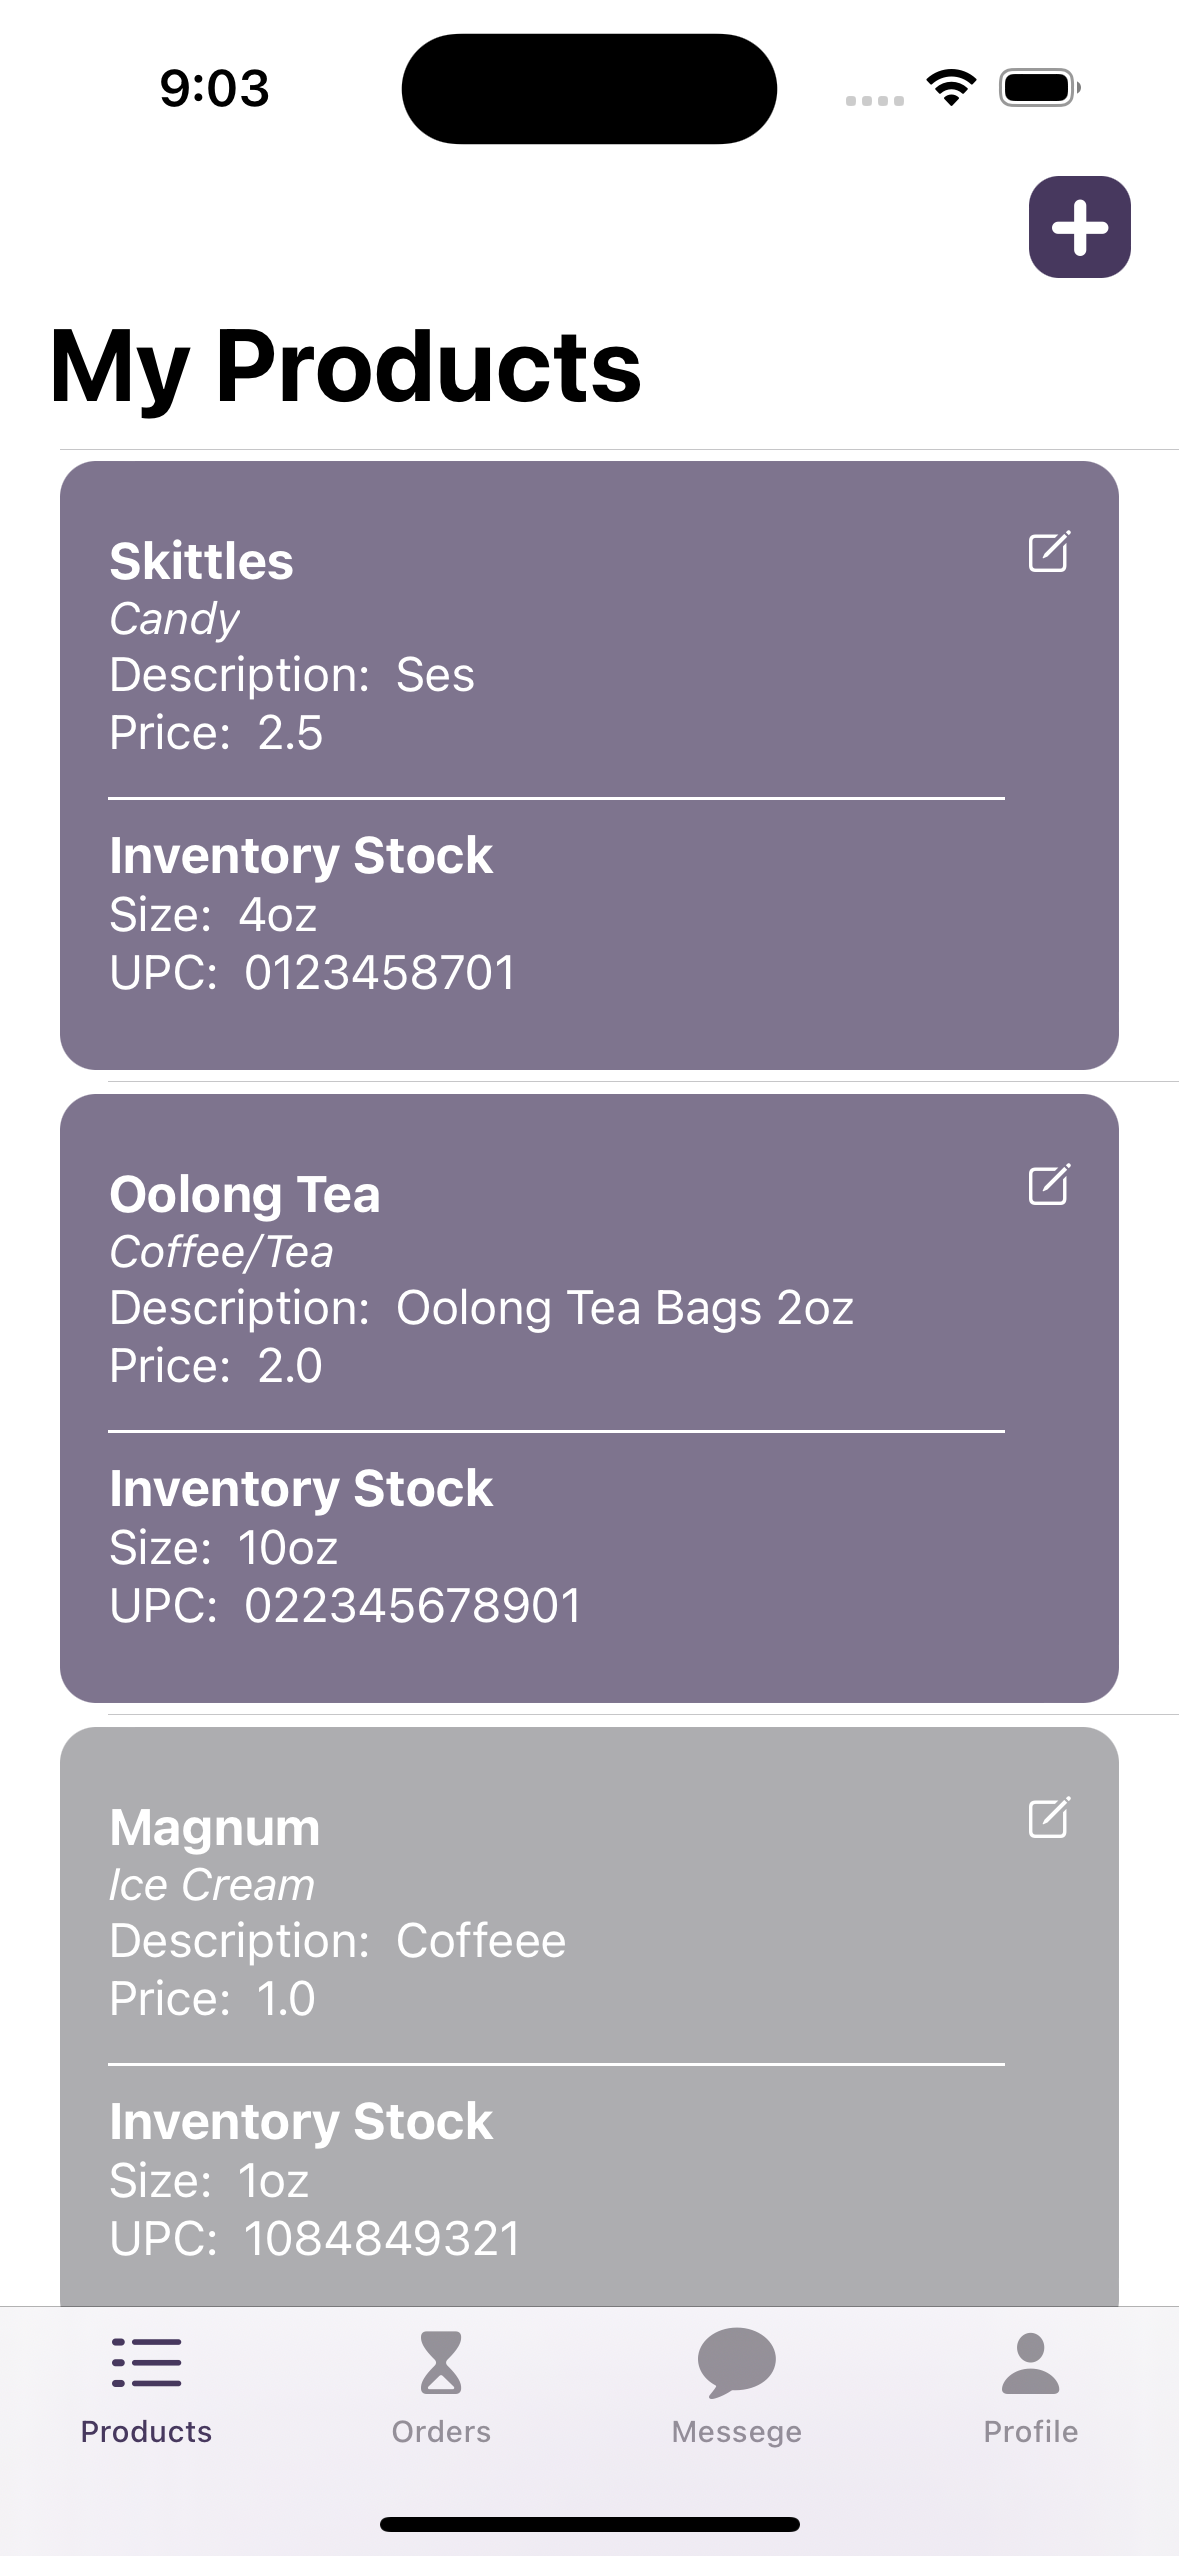 9:03
My Products
Skittles
Candy
Description: Ses
Price: 2.5
Inventory Stock
Size: 4oz
UPC: 0123458701
Oolong Tea
Coffee/Tea
Description: Oolong Tea Bags 2oz
Price: 2.0
Inventory Stock
Size: 10oz
UPC: 022345678901
Magnum
Ice Cream
Description: Coffeee
Price: 1.0
Inventory Stock
Size: 1oz
UPC: 1084849321
Products Orders Messege Profile